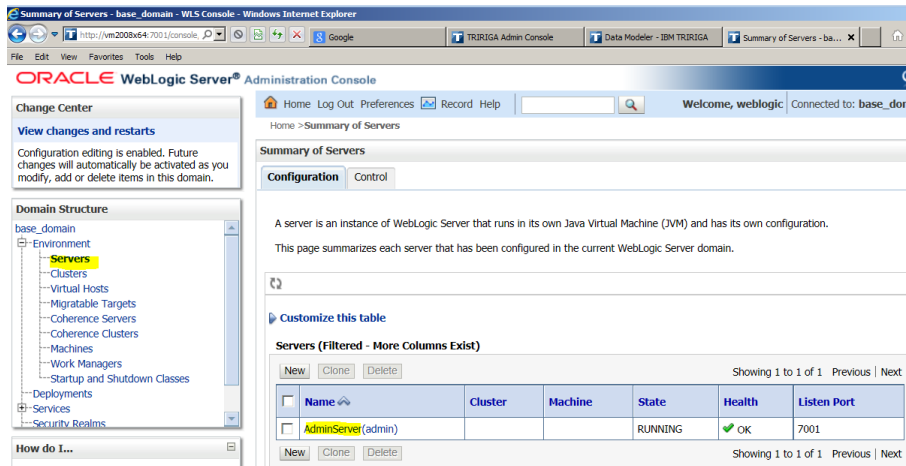 Summary of Servers - base_domain - WLS Console - Windows Internet Explorer
http://vm2008x64:7001/console,
Google
TRIRIGA Admin Console
Data Modeler - IBM TRIRIGA
Summary of Servers - ba...
File Edit View Favorites Tools Help
ORACLE WebLogic Server® Administration Console
Change Center
View changes and restarts
Configuration editing is enabled. Future
changes will automatically be activated as you
modify, add or delete items in this domain.
Domain Structure
base_domain
Environment
Servers
Clusters
Virtual Hosts
Migratable Targets
Coherence Servers
Coherence Clusters
Machines
Work Managers
Startup and Shutdown Classes
Deployments
Services
Security Realms
How do I...
Home Log Out Preferences Record Help
Welcome, weblogic Connected to: base_dor
Home >Summary of Servers
Summary of Servers
Configuration Control
A server is an instance of WebLogic Server that runs in its own Java Virtual Machine (JVM) and has its own configuration.
This page summarizes each server that has been configured in the current WebLogic Server domain.
Customize this table
Servers (Filtered - More Columns Exist)
New Clone Delete Showing 1 to 1 of 1 Previous | Next
Name Cluster Machine State Health Listen Port
AdminServer(admin) RUNNING OK 7001
New Clone Delete Showing 1 to 1 of 1 Previous | Next